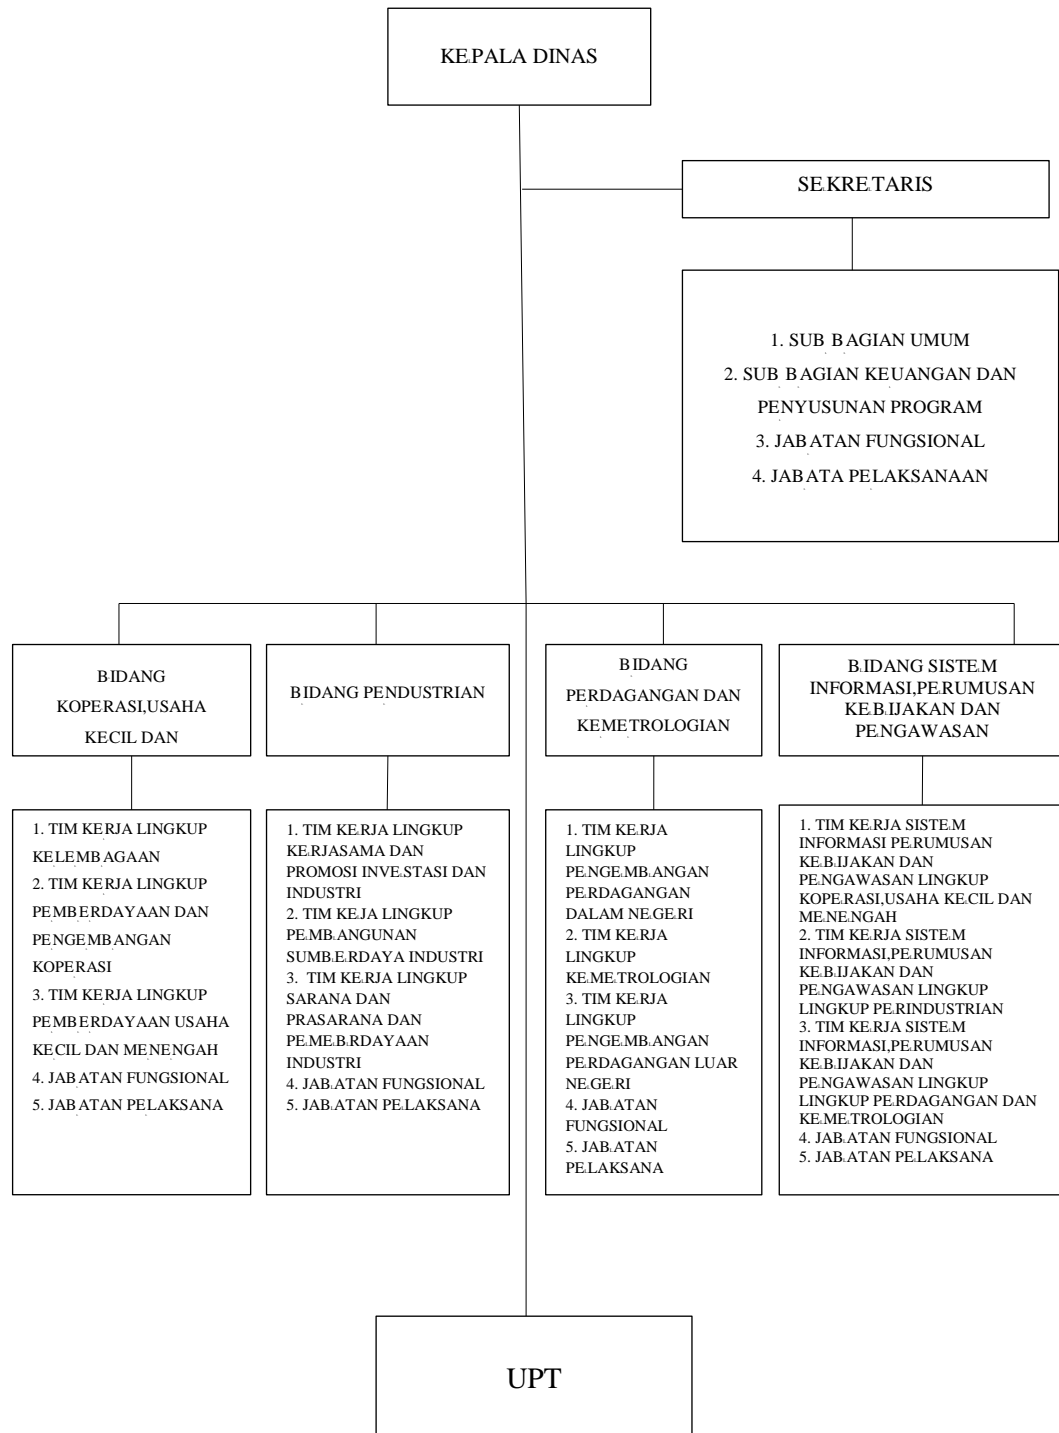 KEPALA DINAS
SEKRETARIS
1. SUB BAGIAN UMUM
2. SUB BAGIAN KEUANGAN DAN
PENYUSUNAN PROGRAM
3. JABATAN FUNGSIONAL
4. JABATA PELAKSANAAN
BIDANG
KOPERASI,USAHA
KECIL DAN
BIDANG PENDUSTRIAN
BIDANG
PERDAGANGAN DAN
KEMETROLOGIAN
BIDANG SISTEM
INFORMASI,PERUMUSAN
KEBIJAKAN DAN
PENGAWASAN
1. TIM KERJA LINGKUP
KELEMBAGAAN
2. TIM KERJA LINGKUP
PEMBERDAYAAN DAN
PENGEMBANGAN
KOPERASI
3. TIM KERJA LINGKUP
PEMBERDAYAAN USAHA
KECIL DAN MENENGAH
4. JABATAN FUNGSIONAL
5. JABATAN PELAKSANA
1. TIM KERJA LINGKUP
KERJASAMA DAN
PROMOSI INVESTASI DAN
INDUSTRI
2. TIM KEJA LINGKUP
PEMBANGUNAN
SUMBERDAYA INDUSTRI
3. TIM KERJA LINGKUP
SARANA DAN
PRASARANA DAN
PEMEBRDAYAAN
INDUSTRI
4. JABATAN FUNGSIONAL
5. JABATAN PELAKSANA
1. TIM KERJA
LINGKUP
PENGEMBANGAN
PERDAGANGAN
DALAM NEGERI
2. TIM KERJA
LINGKUP
KEMETROLOGIAN
3. TIM KERJA
LINGKUP
PENGEMBANGAN
PERDAGANGAN LUAR
NEGERI
4. JABATAN
FUNGSIONAL
5. JABATAN
PELAKSANA
1. TIM KERJA SISTEM
INFORMASI PERUMUSAN
KEBIJAKAN DAN
PENGAWASAN LINGKUP
KOPERASI,USAHA KECIL DAN
MENENGAH
2. TIM KERJA SISTEM
INFORMASI,PERUMUSAN
KEBIJAKAN DAN
PENGAWASAN LINGKUP
LINGKUP PERINDUSTRIAN
3. TIM KERJA SISTEM
INFORMASI,PERUMUSAN
KEBIJAKAN DAN
PENGAWASAN LINGKUP
LINGKUP PERDAGANGAN DAN
KEMETROLOGIAN
4. JABATAN FUNGSIONAL
5. JABATAN PELAKSANA
UPT